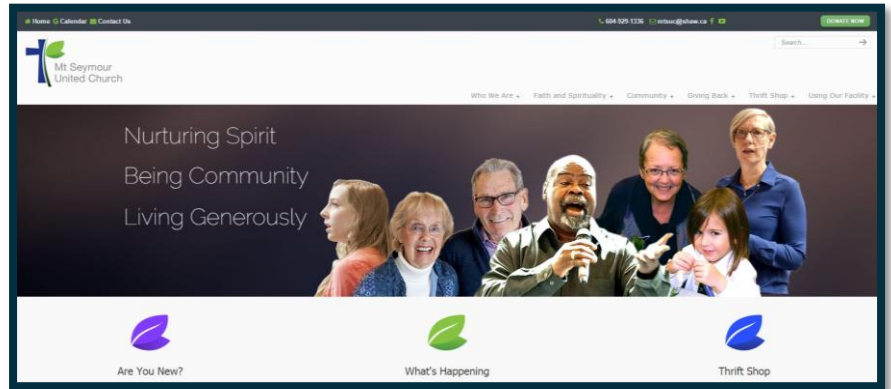 Home Calendar Contact Us
604-929-1336 mtsuc@shaw.ca
DONATE NOW
Search...
Mt Seymour
United Church
Who We Are + Faith and Spirituality + Community + Giving Back + Thrift Shop + Using Our Facility +
Nurturing Spirit
Being Community
Living Generously
Are You New?
What's Happening
Thrift Shop